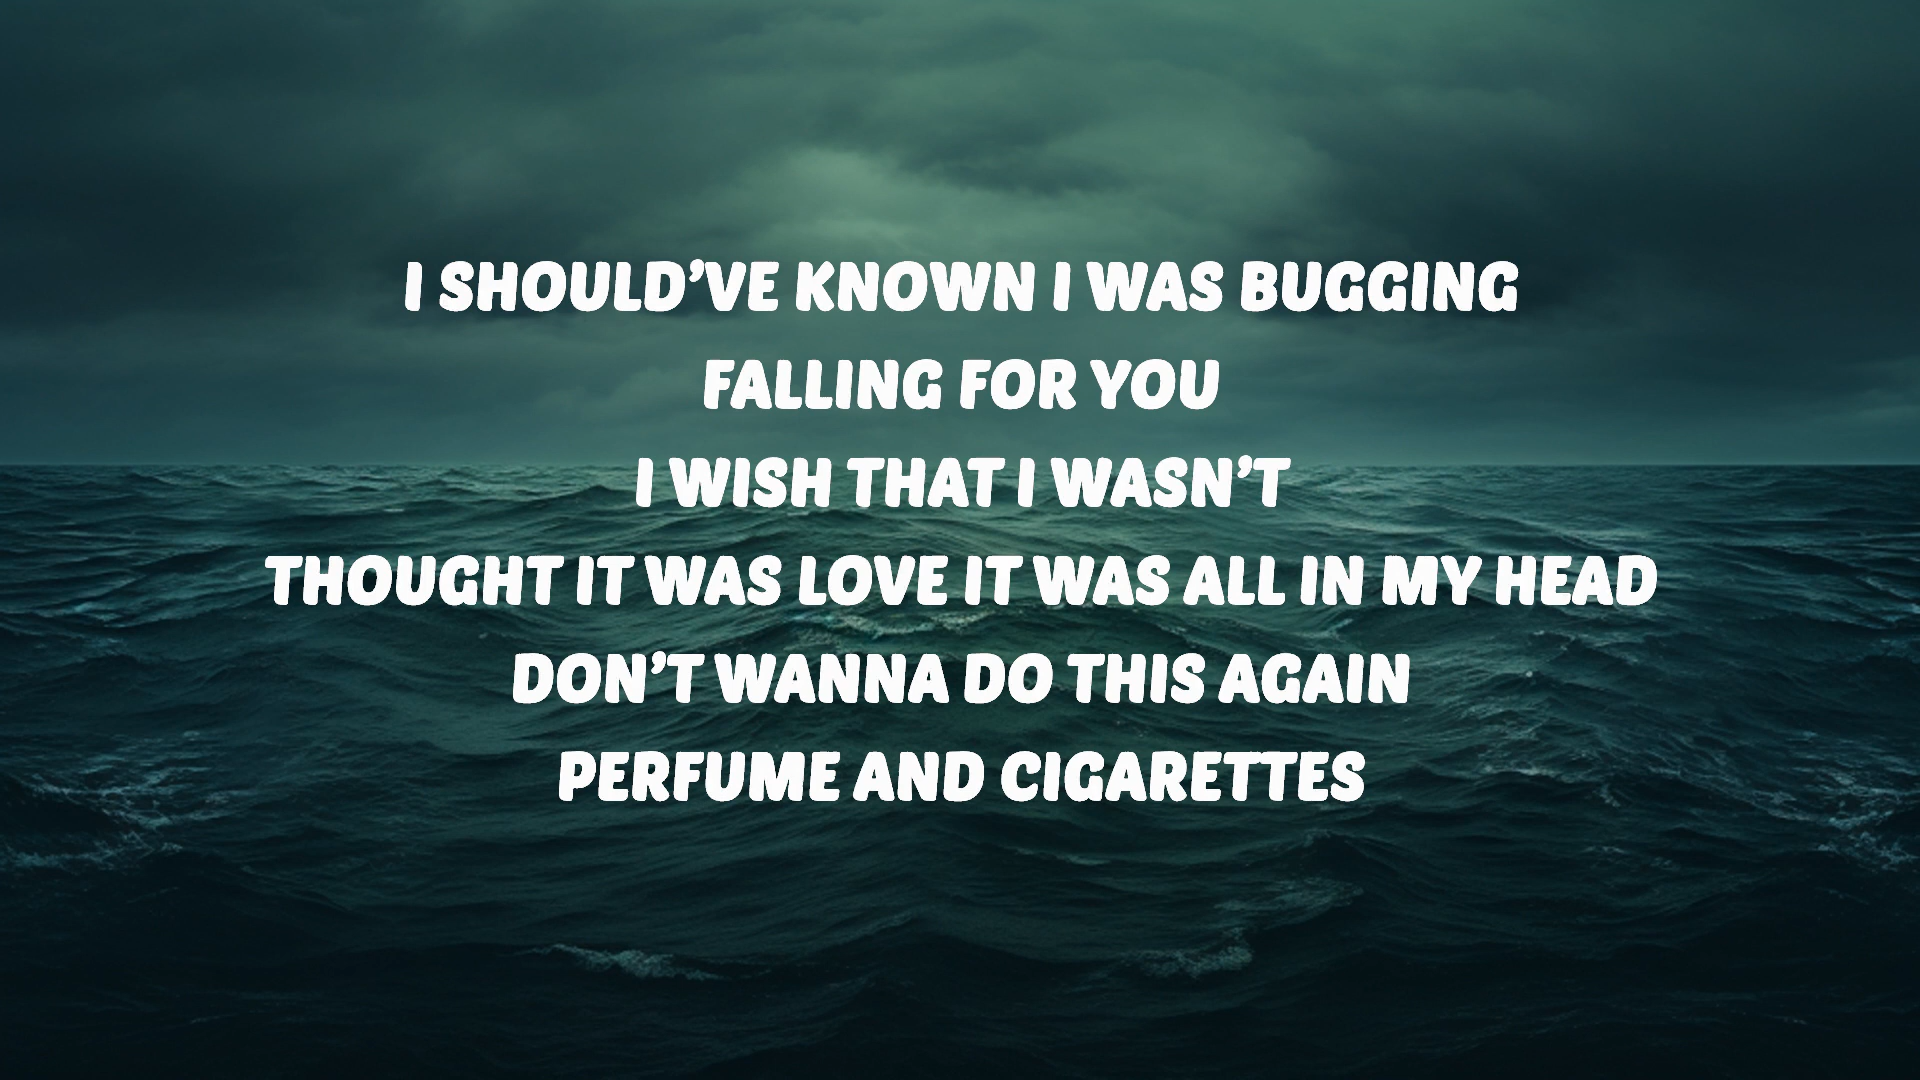 I SHOULD’VE KNOWN I WAS BUGGING
FALLING FOR YOU
I WISH THAT I WASN’T
THOUGHT IT WAS LOVE IT WAS ALL IN MY HEAD
DON’T WANNA DO THIS AGAIN
PERFUME AND CIGARETTES